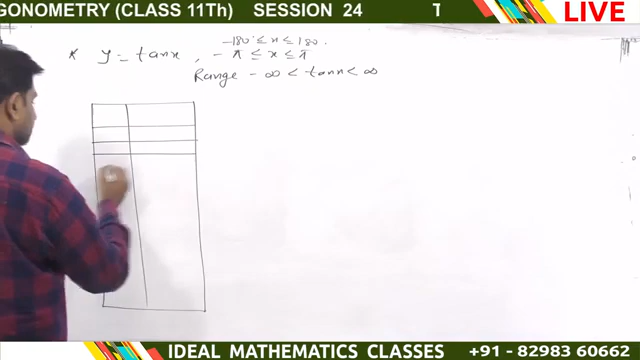 GONOMETRY (CLASS 11Th) SESSION 24 T
LIVE
-180 ≤ x ≤ 180.
* y = tanx , - π ≤ x ≤ π
Range - ∞ < tanx < ∞
IDEAL MATHEMATICS CLASSES +91 - 82983 60662